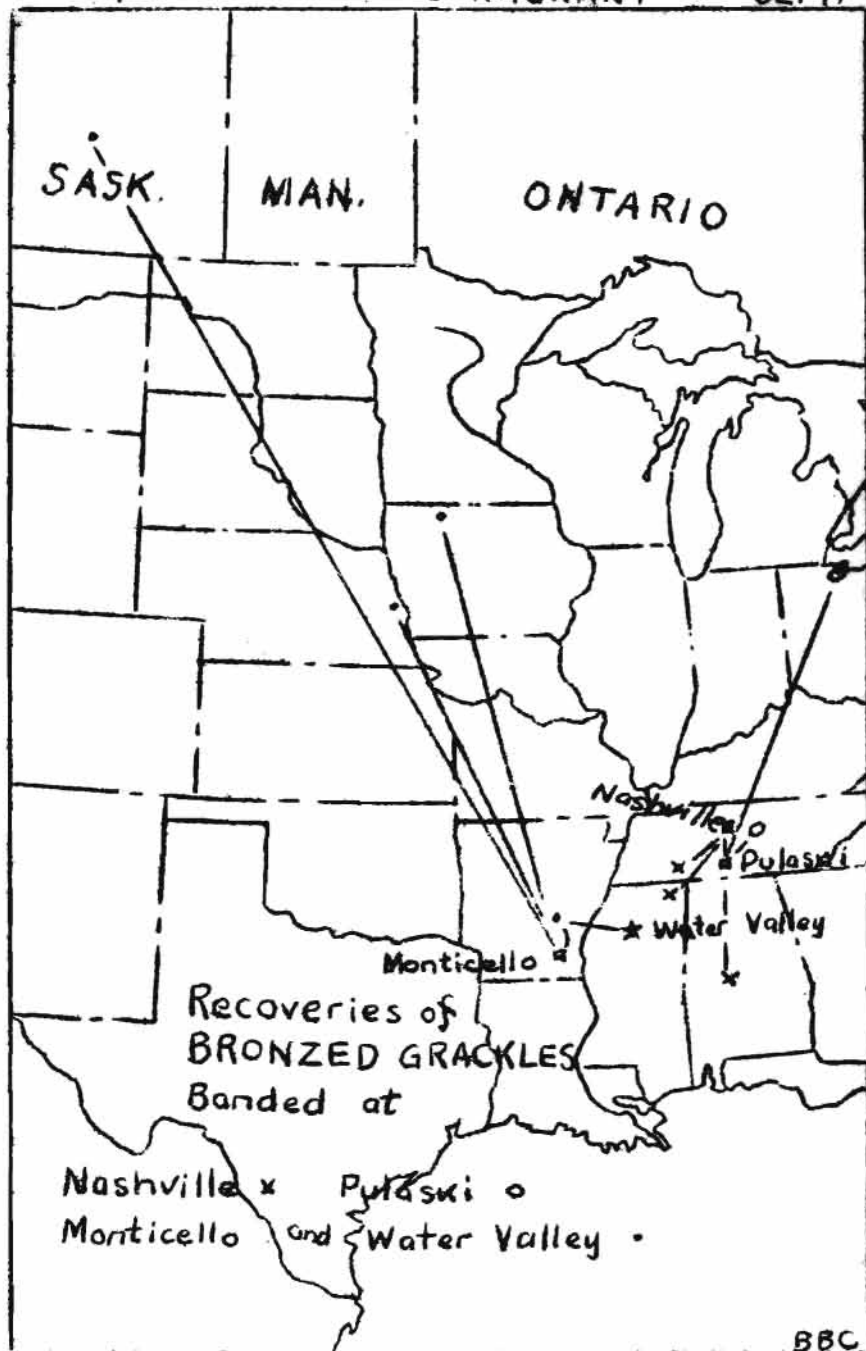 SASK.
MAN.
ONTARIO
Nashville
Pulaski
Water Valley
Monticello
Recoveries of
BRONZED GRACKLES
Banded at
Nashville x Pulaski o
Monticello and Water Valley .
BBC